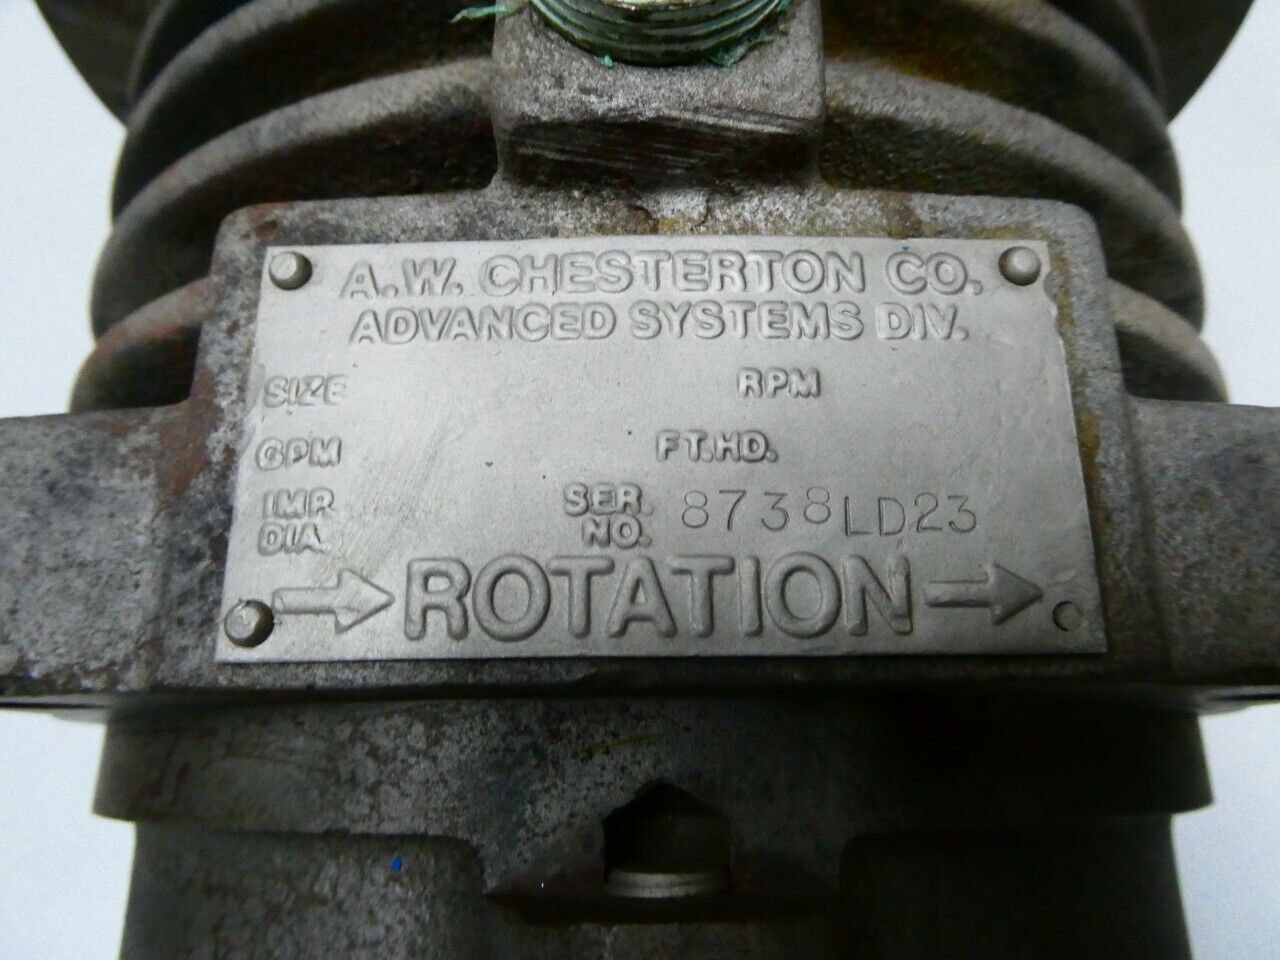 A.W. CHESTERTON CO.
ADVANCED SYSTEMS DIV.
SIZE RPM
GPM FT.HD.
IMP. DIA. SER. NO. 8738LD23
ROTATION